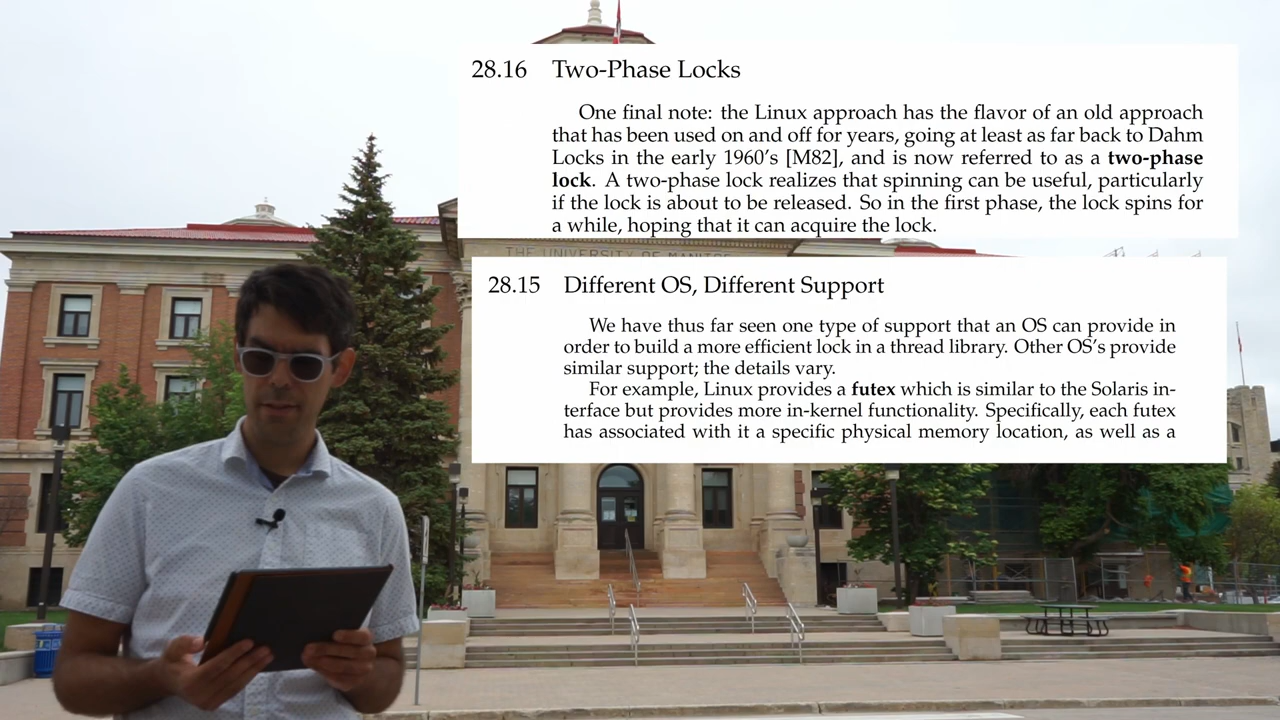 28.16 Two-Phase Locks
One final note: the Linux approach has the flavor of an old approach
that has been used on and off for years, going at least as far back to Dahm
Locks in the early 1960's [M82], and is now referred to as a two-phase
lock. A two-phase lock realizes that spinning can be useful, particularly
if the lock is about to be released. So in the first phase, the lock spins for
a while, hoping that it can acquire the lock.
THE UNIVERSITY OF MANITOBA
28.15 Different OS, Different Support
We have thus far seen one type of support that an OS can provide in
order to build a more efficient lock in a thread library. Other OS's provide
similar support; the details vary.
For example, Linux provides a futex which is similar to the Solaris in-
terface but provides more in-kernel functionality. Specifically, each futex
has associated with it a specific physical memory location, as well as a